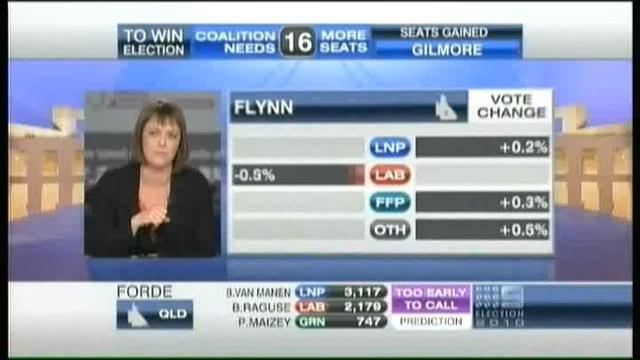 TO WIN
ELECTION
COALITION
NEEDS
16
MORE
SEATS
SEATS GAINED
GILMORE
FLYNN
VOTE
CHANGE
LNP +0.2%
LAB
FFP +0.3%
OTH +0.5%
FORDE
QLD
B.VAN MANEN LNP 3,117
B.RAGUSE LAB 2,179
P.MAIZEY GRN 747
TOO EARLY
TO CALL
PREDICTION
ELECTION
2010